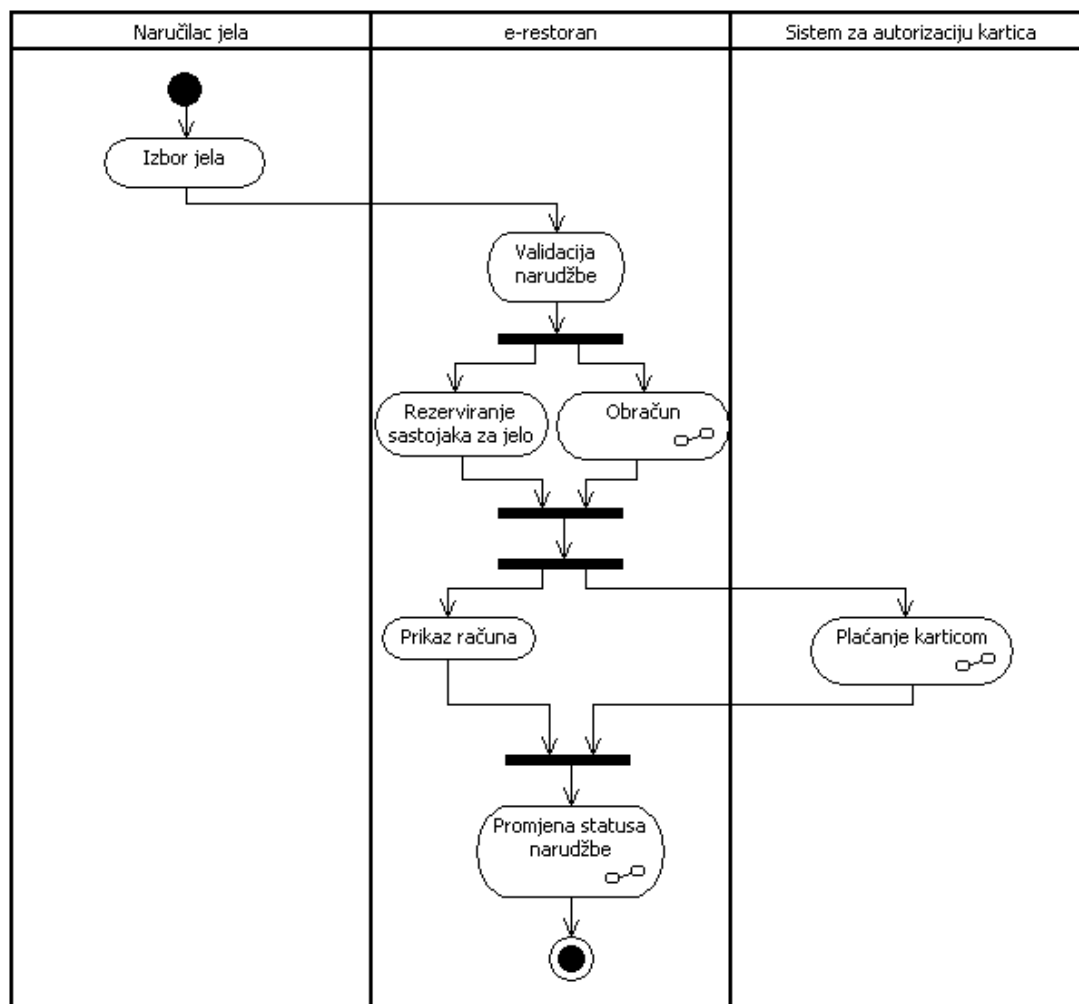 Naručilac jela
e-restoran
Sistem za autorizaciju kartica
Izbor jela
Validacija
narudžbe
Rezerviranje
sastojaka za jelo
Obračun
Prikaz računa
Plaćanje karticom
Promjena statusa
narudžbe